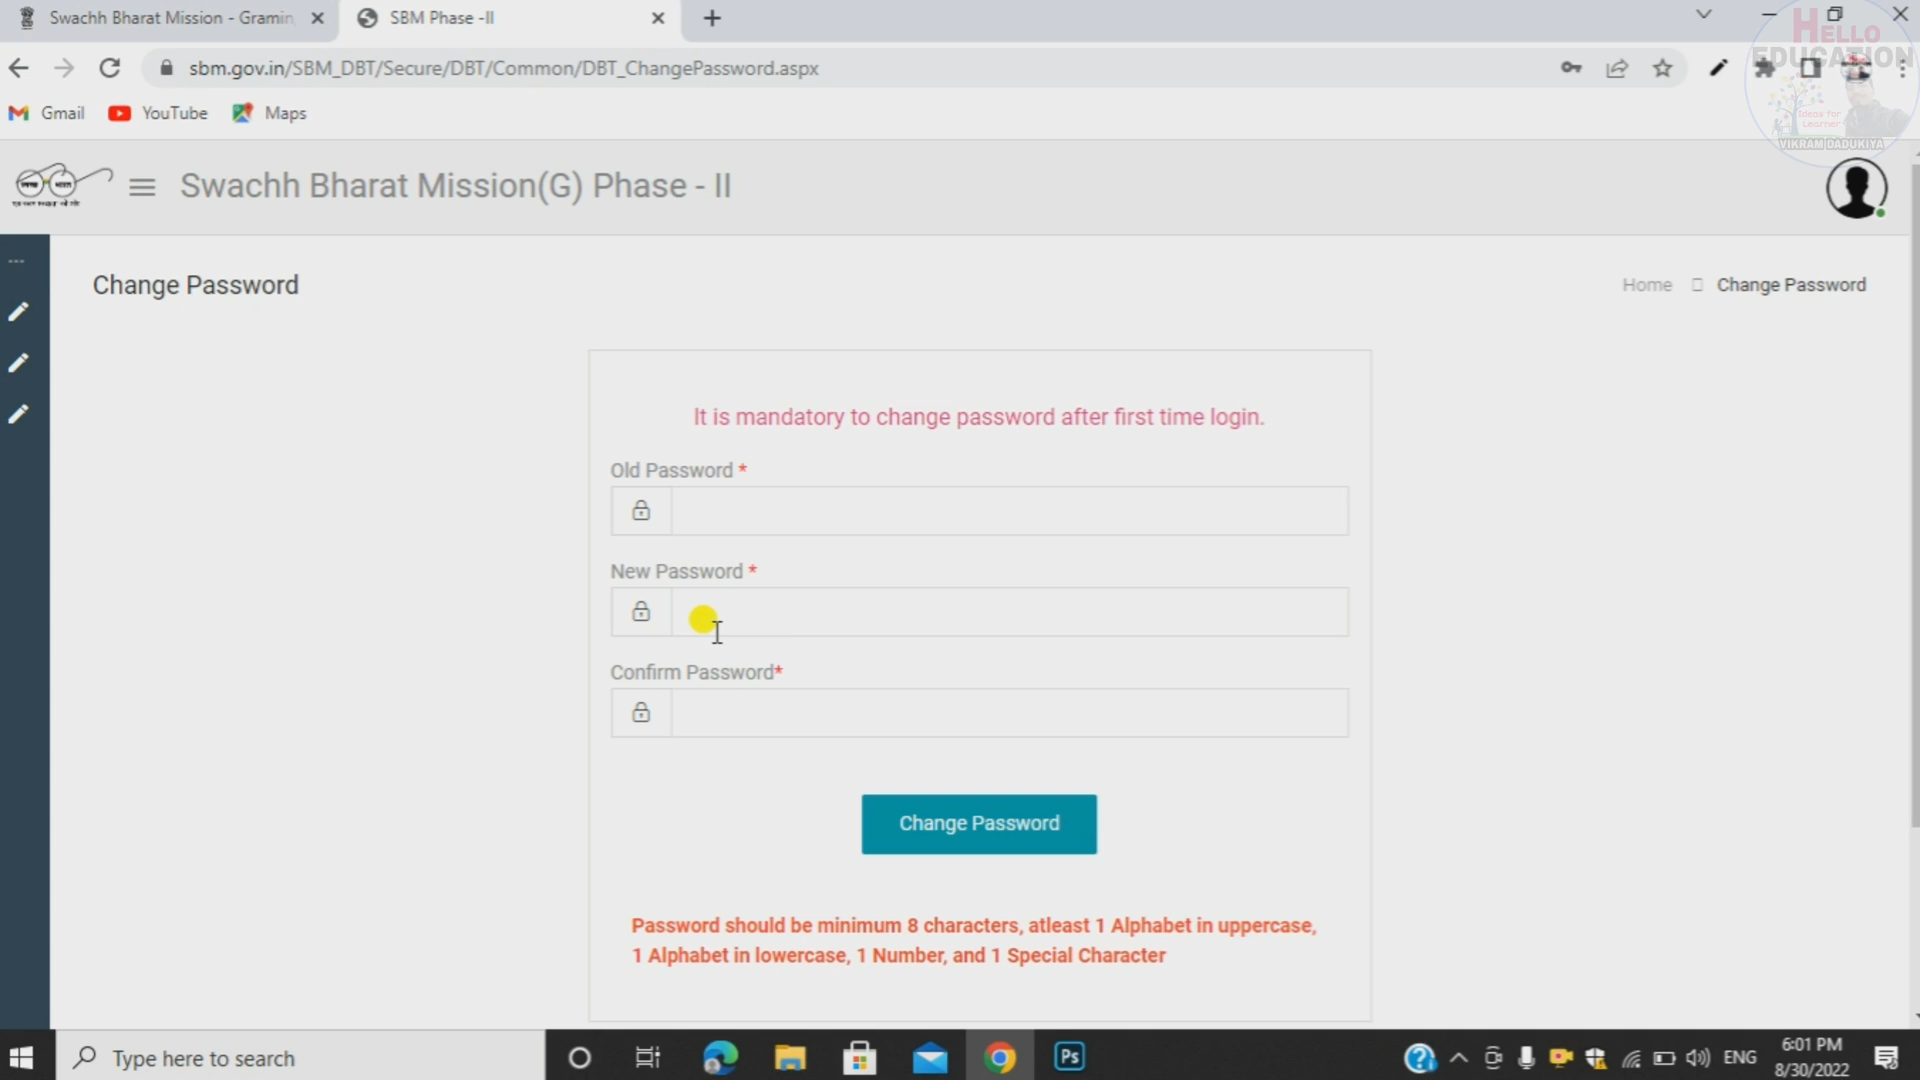 Swachh Bharat Mission - Gramin
SBM Phase -II
sbm.gov.in/SBM_DBT/Secure/DBT/Common/DBT_ChangePassword.aspx
HELLO
EDUCATION
Ideas for
Learner
VIKRAM DADUKIYA
Gmail
YouTube
Maps
Swachh Bharat Mission(G) Phase - II
Change Password
Home
Change Password
It is mandatory to change password after first time login.
Old Password *
New Password *
Confirm Password*
Change Password
Password should be minimum 8 characters, atleast 1 Alphabet in uppercase,
1 Alphabet in lowercase, 1 Number, and 1 Special Character
Type here to search
Ps
ENG
6:01 PM
8/30/2022